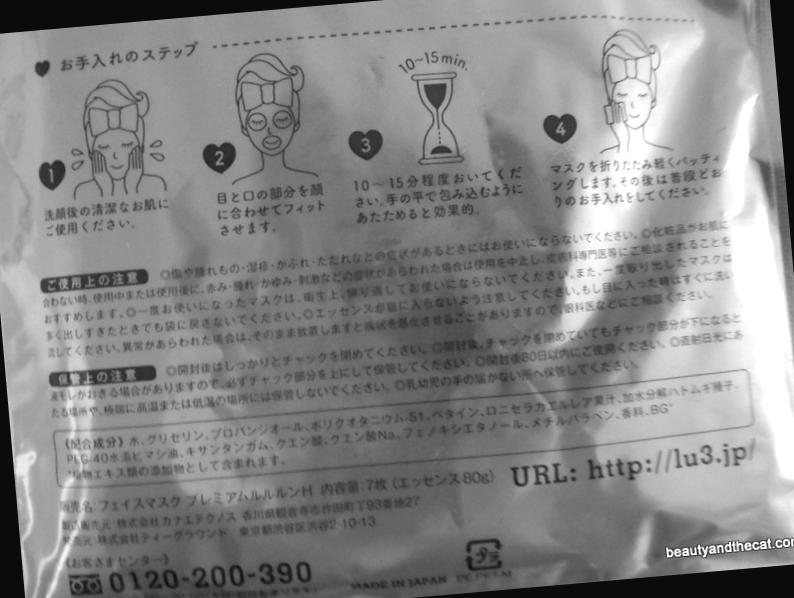 お手入れのステップ
1
洗顔後の清潔なお肌に
ご使用ください。
2
目と口の部分を顔
に合わせてフィット
させます。
10〜15min.
3
10〜15分程度おいてくだ
さい。手の平で包み込むように
あたためると効果的。
4
マスクを折りたたみ軽くパッティ
ングします。その後は普段どお
りのお手入れをしてください。
ご使用上の注意 ◎傷や腫れもの・湿疹・かぶれ・ただれなどの症状があるときにはお使いにならないでください。◎化粧品がお肌に
合わない時、使用中または使用後に、赤み・腫れ・かゆみ・刺激などの症状があらわれた場合は使用を中止し、皮膚科専門医等にご相談されることを
おすすめします。◎一度お使いになったマスクは、衛生上、繰り返してお使いにならないでください。また、一度取り出したマスクは
多く出しすぎたときでも袋に戻さないでください。◎エッセンスが目に入らないよう注意してください。もし目に入った時はすぐに洗い
流してください。異常があらわれた場合は、そのまま放置しますと病状を悪化させることがありますので、眼科医などにご相談ください。
保管上の注意 ◎開封後はしっかりとチャックを閉めてください。◎開封後、チャックを閉めていてもチャック部分が下になると
液モレがおきる場合がありますので、必ずチャック部分を上にして保管してください。◎開封後80日以内にご使用ください。◎直射日光にあ
たる場所や、極端に高温または低温の場所には保管しないでください。◎乳幼児の手の届かない所へ保管してください。
《配合成分》水、グリセリン、プロパンジオール、ポリクオタニウム-51、ベタイン、ロニセラカエルレア果汁、加水分解ハトムギ種子、
PEG-40水添ヒマシ油、キサンタンガム、クエン酸、クエン酸Na、フェノキシエタノール、メチルパラベン、香料、BG*
*植物エキス類の添加物として含まれます。
販売名:フェイスマスク プレミアムルルルンH 内容量:7枚(エッセンス80g)
URL: http://lu3.jp/
製造販売元:株式会社カナエテクノス 香川県観音寺市柞田町丁93番地27
発売元:株式会社ティーグラウンド 東京都渋谷区渋谷2-10-13
《お客さまセンター》
0120-200-390
MADE IN JAPAN
プラ
PE,PET,M
beautyandthecat.com